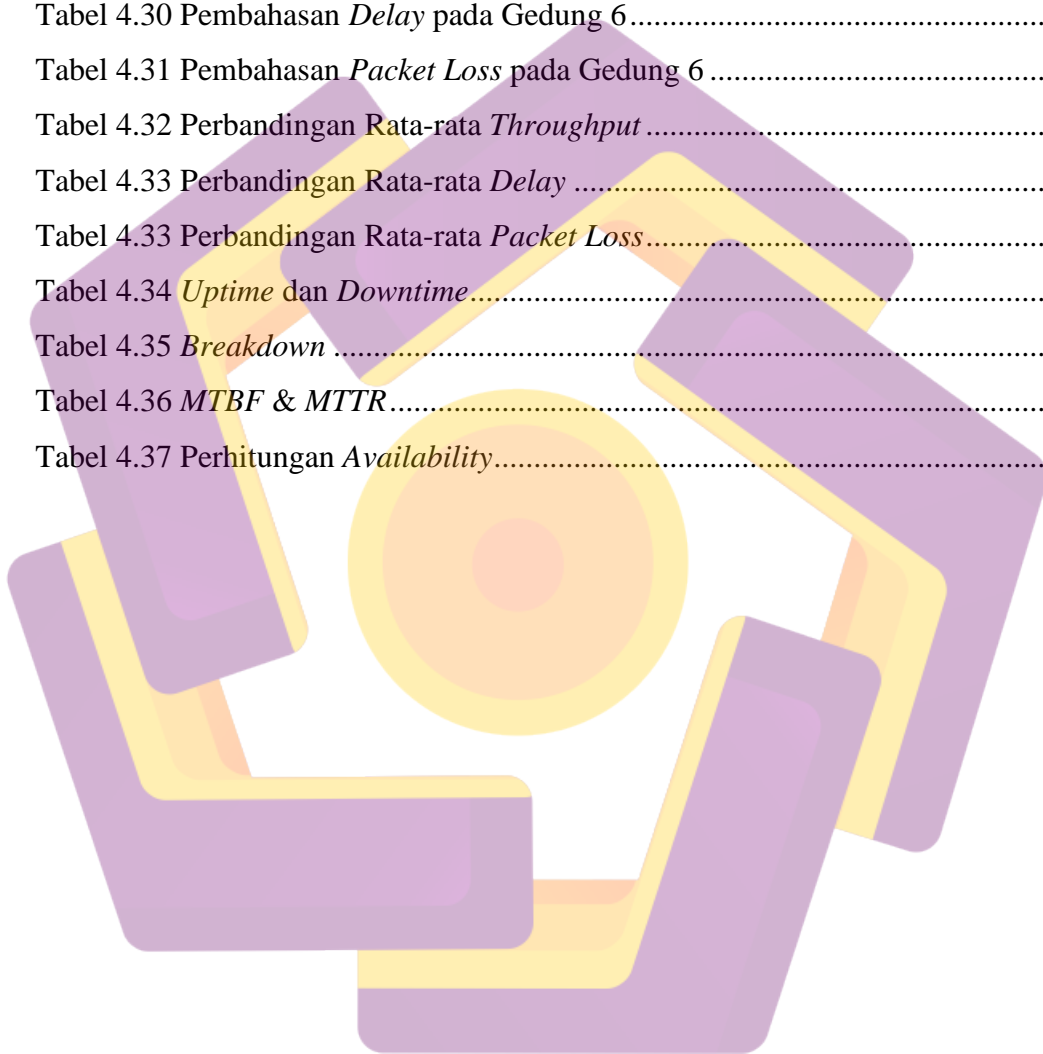 Tabel 4.30 Pembahasan Delay pada Gedung 6....................................................
Tabel 4.31 Pembahasan Packet Loss pada Gedung 6..........................................
Tabel 4.32 Perbandingan Rata-rata Throughput..................................................
Tabel 4.33 Perbandingan Rata-rata Delay ...........................................................
Tabel 4.33 Perbandingan Rata-rata Packet Loss..................................................
Tabel 4.34 Uptime dan Downtime........................................................................
Tabel 4.35 Breakdown ..........................................................................................
Tabel 4.36 MTBF & MTTR....................................................................................
Tabel 4.37 Perhitungan Availability.....................................................................